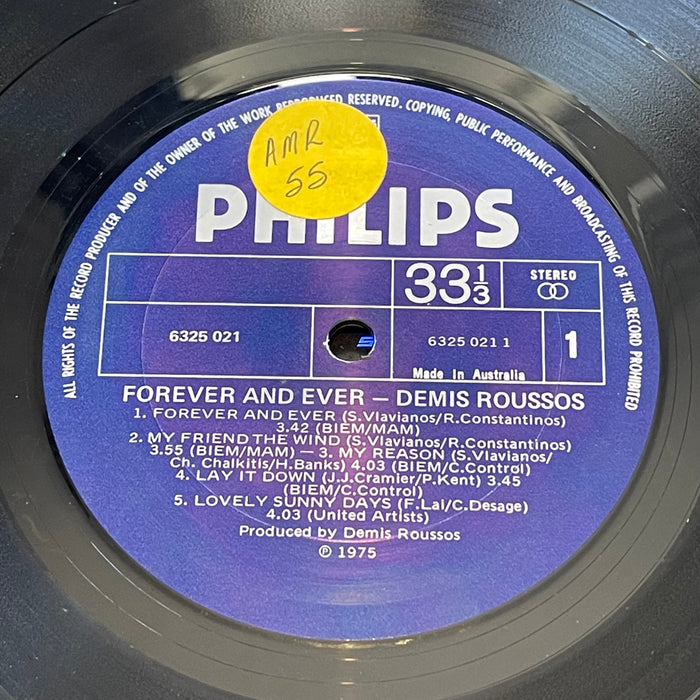 ALL RIGHTS OF THE RECORD PRODUCER AND OF THE OWNER OF THE WORK REPRODUCED RESERVED. COPYING, PUBLIC PERFORMANCE AND BROADCASTING OF THIS RECORD PROHIBITED
AMR
55
PHILIPS
33⅓ STEREO
6325 021 6325 021 1 1
Made in Australia
FOREVER AND EVER — DEMIS ROUSSOS
1. FOREVER AND EVER (S.Vlavianos/R.Constantinos)
3.42 (BIEM/MAM)
2. MY FRIEND THE WIND (S.Vlavianos/R.Constantinos)
3.55 (BIEM/MAM) — 3. MY REASON (S.Vlavianos/
Ch. Chalkitis/H.Banks) 4.03 (BIEM/C.Control)
4. LAY IT DOWN (J.J.Cramier/P.Kent) 3.45
(BIEM/C.Control)
5. LOVELY SUNNY DAYS (F.Lai/C.Desage)
4.03 (United Artists)
Produced by Demis Roussos
℗ 1975